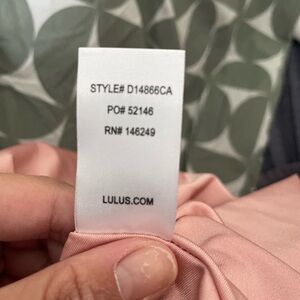 STYLE# D14866CA
PO# 52146
RN# 146249
LULUS.COM